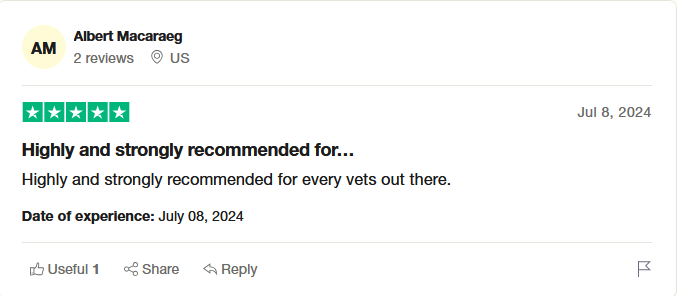 AM
Albert Macaraeg
2 reviews US
Jul 8, 2024
Highly and strongly recommended for…
Highly and strongly recommended for every vets out there.
Date of experience: July 08, 2024
Useful 1 Share Reply